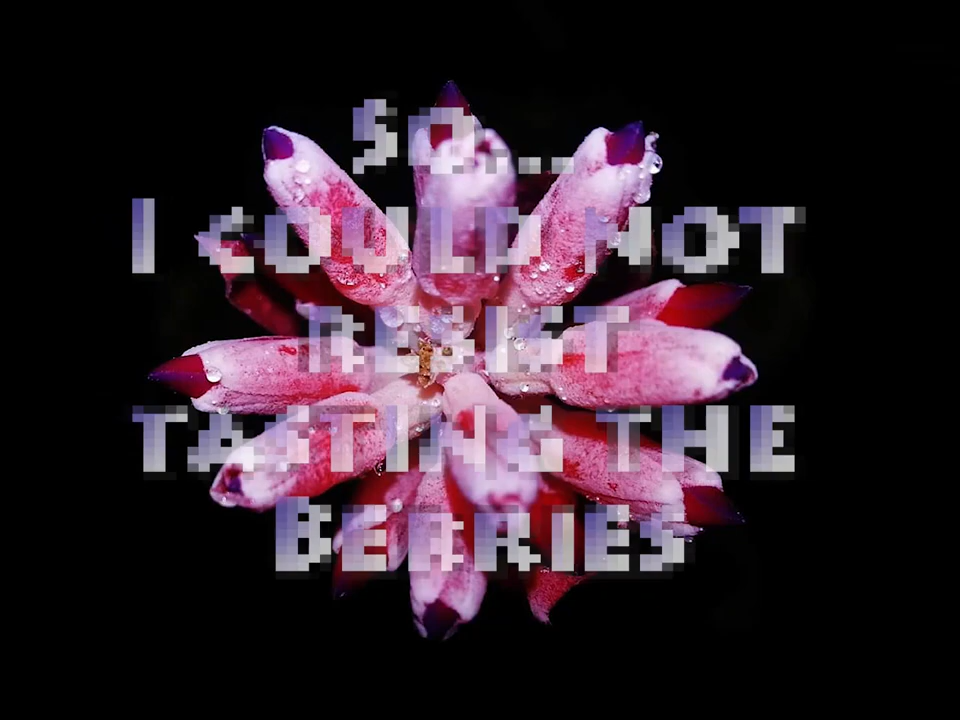 SO...
I COULD NOT
RESIST
TASTING THE
BERRIES